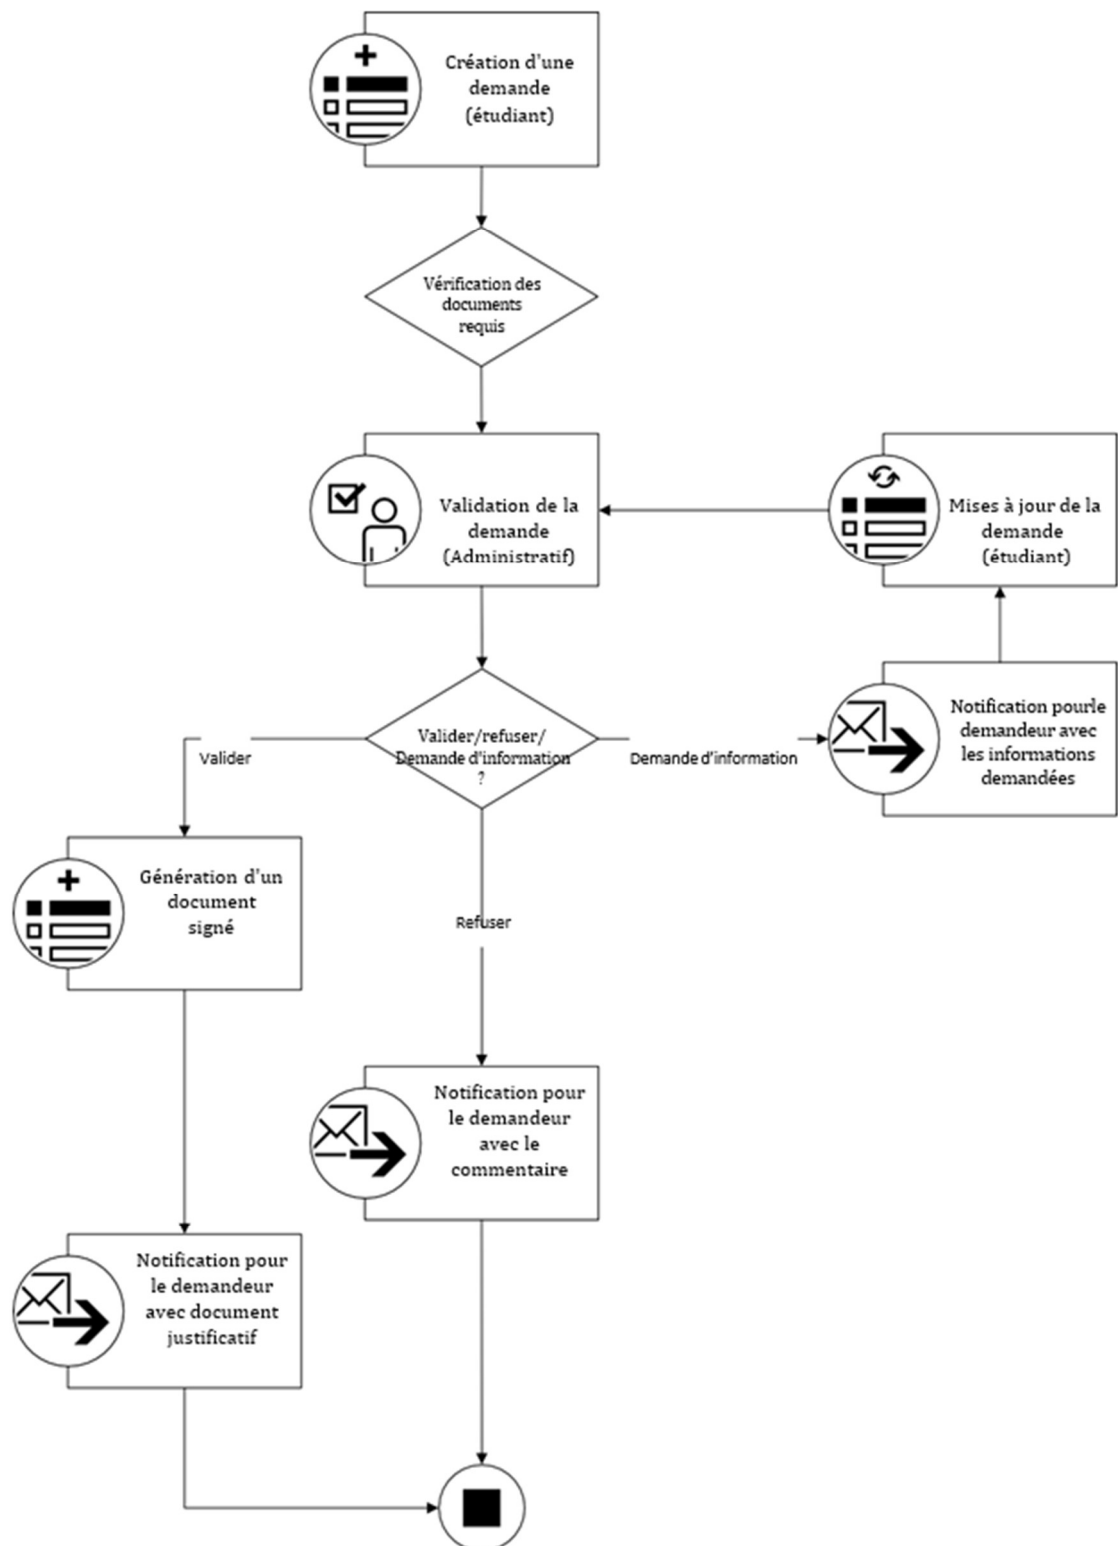 Création d'une
demande
(étudiant)
Vérification des
documents
requis
Validation de la
demande
(Administratif)
Mises à jour de la
demande
(étudiant)
Valider/refuser/
Demande d'information
?
Valider
Demande d'information
Notification pourle
demandeur avec
les informations
demandées
Génération d'un
document
signé
Refuser
Notification pour
le demandeur
avec le
commentaire
Notification pour
le demandeur
avec document
justificatif